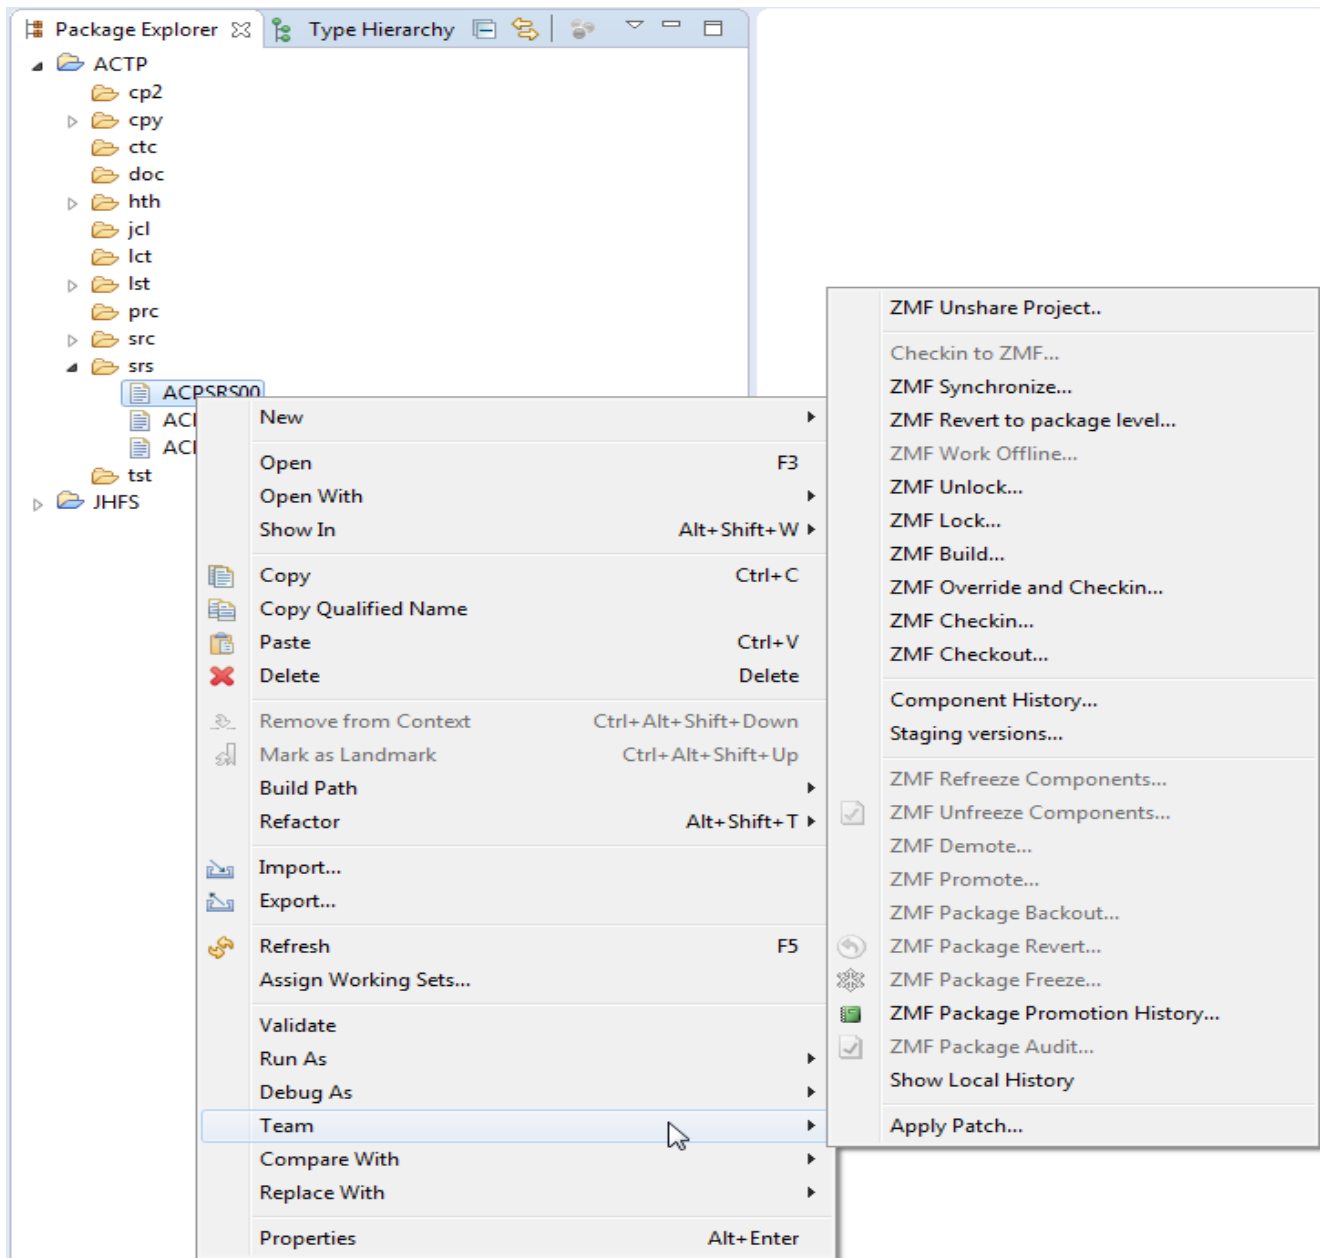 Package Explorer Type Hierarchy
ACTP
cp2
cpy
ctc
doc
hth
jcl
lct
lst
prc
src
srs
ACPSRS00
tst
JHFS
New
Open F3
Open With
Show In Alt+Shift+W
Copy Ctrl+C
Copy Qualified Name
Paste Ctrl+V
Delete Delete
Remove from Context Ctrl+Alt+Shift+Down
Mark as Landmark Ctrl+Alt+Shift+Up
Build Path
Refactor Alt+Shift+T
Import...
Export...
Refresh F5
Assign Working Sets...
Validate
Run As
Debug As
Team
Compare With
Replace With
Properties Alt+Enter
ZMF Unshare Project..
Checkin to ZMF...
ZMF Synchronize...
ZMF Revert to package level...
ZMF Work Offline...
ZMF Unlock...
ZMF Lock...
ZMF Build...
ZMF Override and Checkin...
ZMF Checkin...
ZMF Checkout...
Component History...
Staging versions...
ZMF Refreeze Components...
ZMF Unfreeze Components...
ZMF Demote...
ZMF Promote...
ZMF Package Backout...
ZMF Package Revert...
ZMF Package Freeze...
ZMF Package Promotion History...
ZMF Package Audit...
Show Local History
Apply Patch...